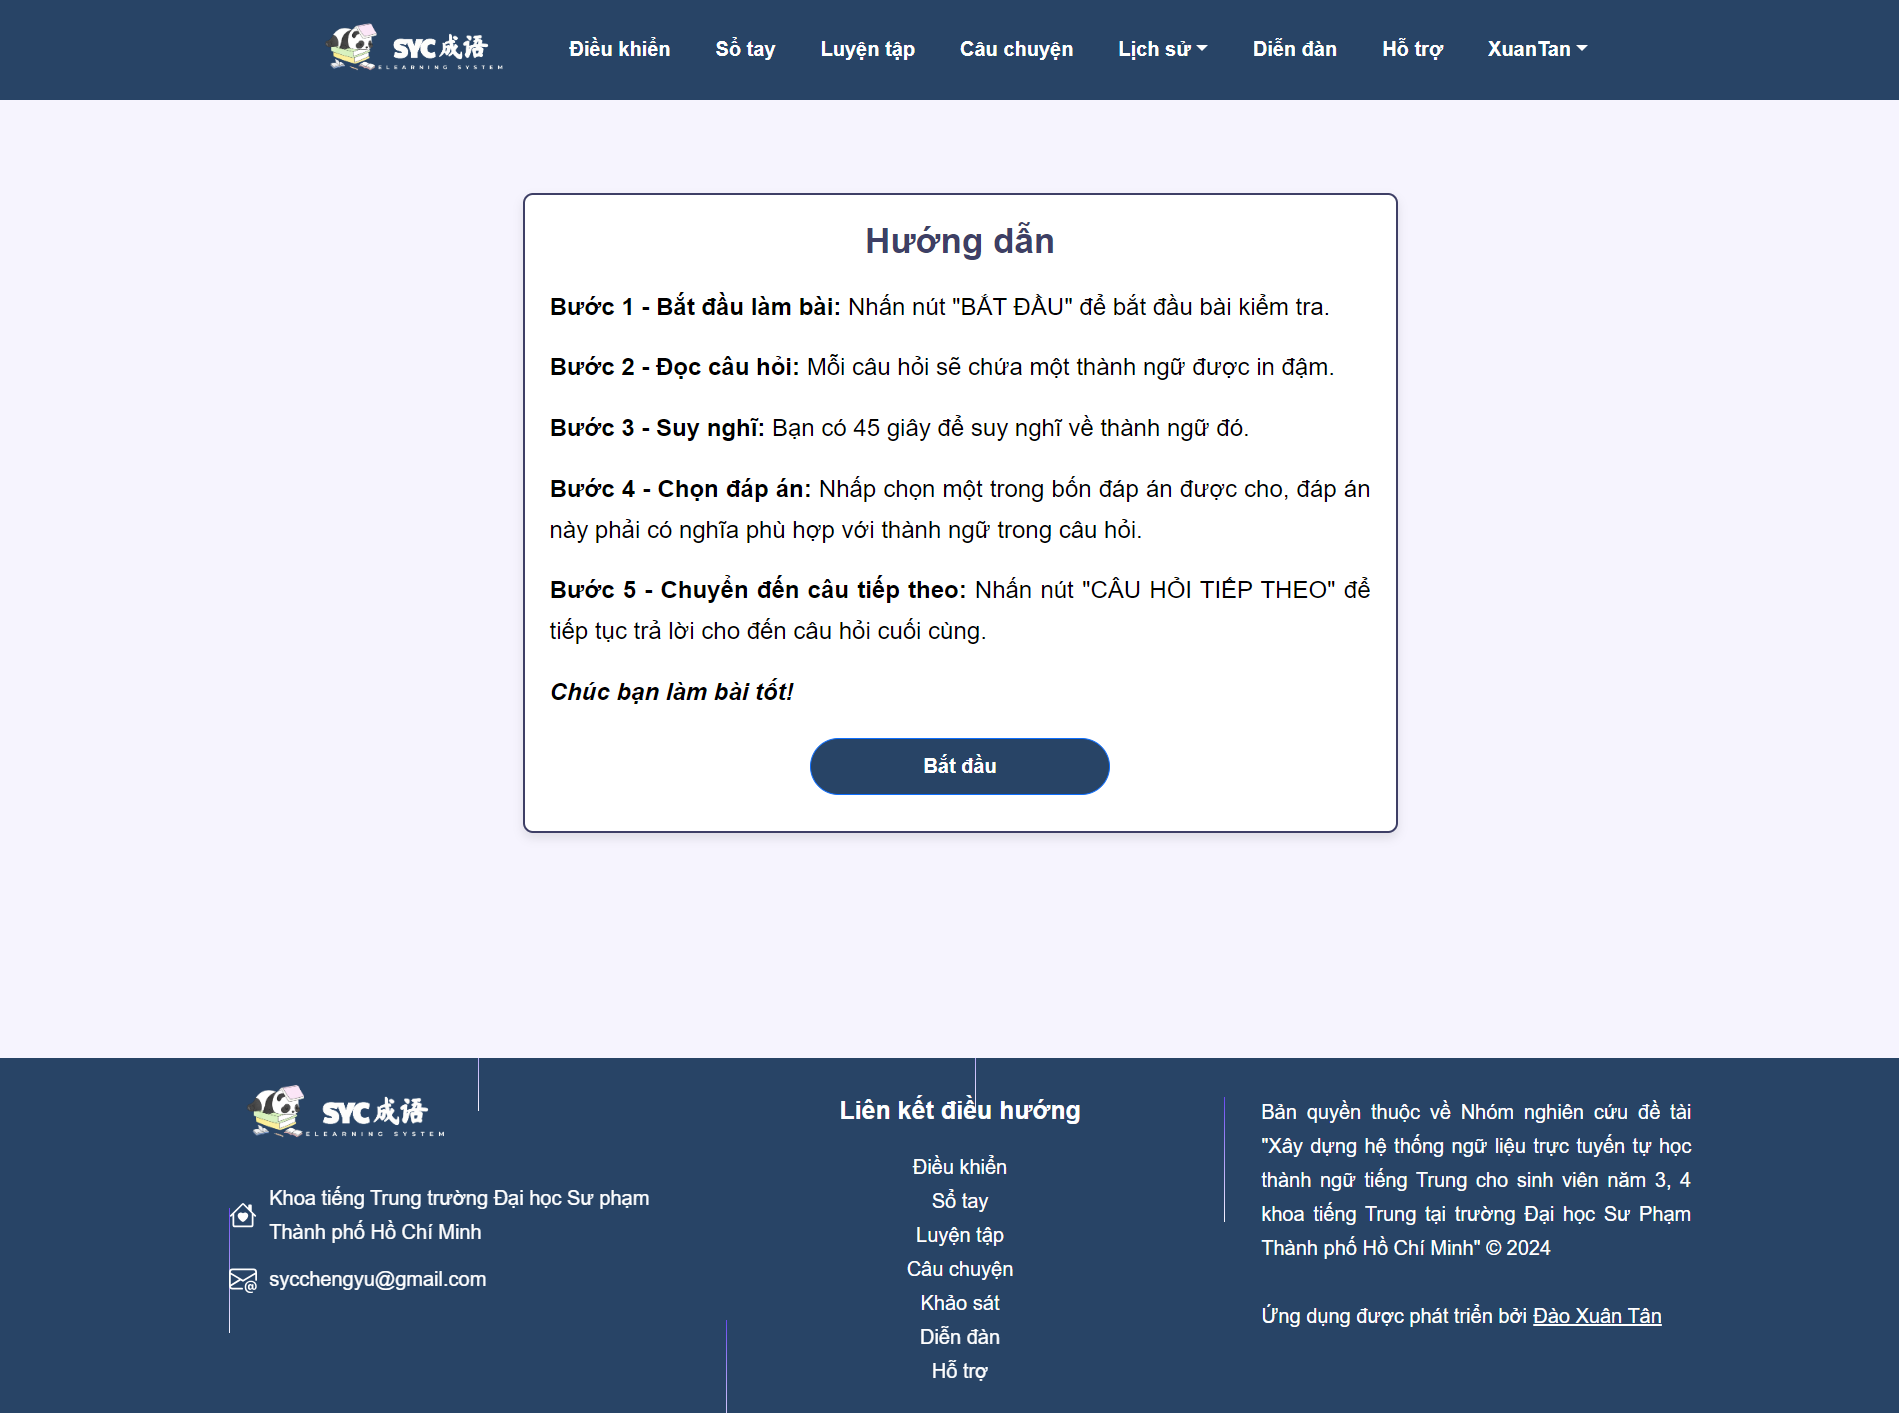 SYC成语
ELEARNING SYSTEM
Điều khiển Sổ tay Luyện tập Câu chuyện Lịch sử Diễn đàn Hỗ trợ XuanTan
Hướng dẫn
Bước 1 - Bắt đầu làm bài: Nhấn nút "BẮT ĐẦU" để bắt đầu bài kiểm tra.
Bước 2 - Đọc câu hỏi: Mỗi câu hỏi sẽ chứa một thành ngữ được in đậm.
Bước 3 - Suy nghĩ: Bạn có 45 giây để suy nghĩ về thành ngữ đó.
Bước 4 - Chọn đáp án: Nhấp chọn một trong bốn đáp án được cho, đáp án
này phải có nghĩa phù hợp với thành ngữ trong câu hỏi.
Bước 5 - Chuyển đến câu tiếp theo: Nhấn nút "CÂU HỎI TIẾP THEO" để
tiếp tục trả lời cho đến câu hỏi cuối cùng.
Chúc bạn làm bài tốt!
Bắt đầu
SYC成语
ELEARNING SYSTEM
Khoa tiếng Trung trường Đại học Sư phạm
Thành phố Hồ Chí Minh
sycchengyu@gmail.com
Liên kết điều hướng
Điều khiển
Sổ tay
Luyện tập
Câu chuyện
Khảo sát
Diễn đàn
Hỗ trợ
Bản quyền thuộc về Nhóm nghiên cứu đề tài
"Xây dựng hệ thống ngữ liệu trực tuyến tự học
thành ngữ tiếng Trung cho sinh viên năm 3, 4
khoa tiếng Trung tại trường Đại học Sư Phạm
Thành phố Hồ Chí Minh" © 2024
Ứng dụng được phát triển bởi Đào Xuân Tân